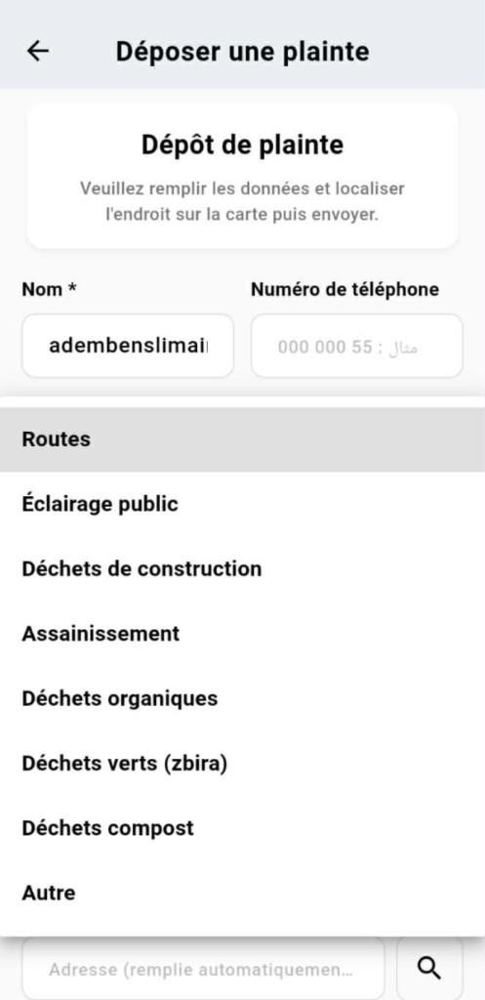 Déposer une plainte
Dépôt de plainte
Veuillez remplir les données et localiser
l'endroit sur la carte puis envoyer.
Nom *
Numéro de téléphone
adembenslimai
مثال : 55 000 000
Routes
Éclairage public
Déchets de construction
Assainissement
Déchets organiques
Déchets verts (zbira)
Déchets compost
Autre
Adresse (remplie automatiquemen...